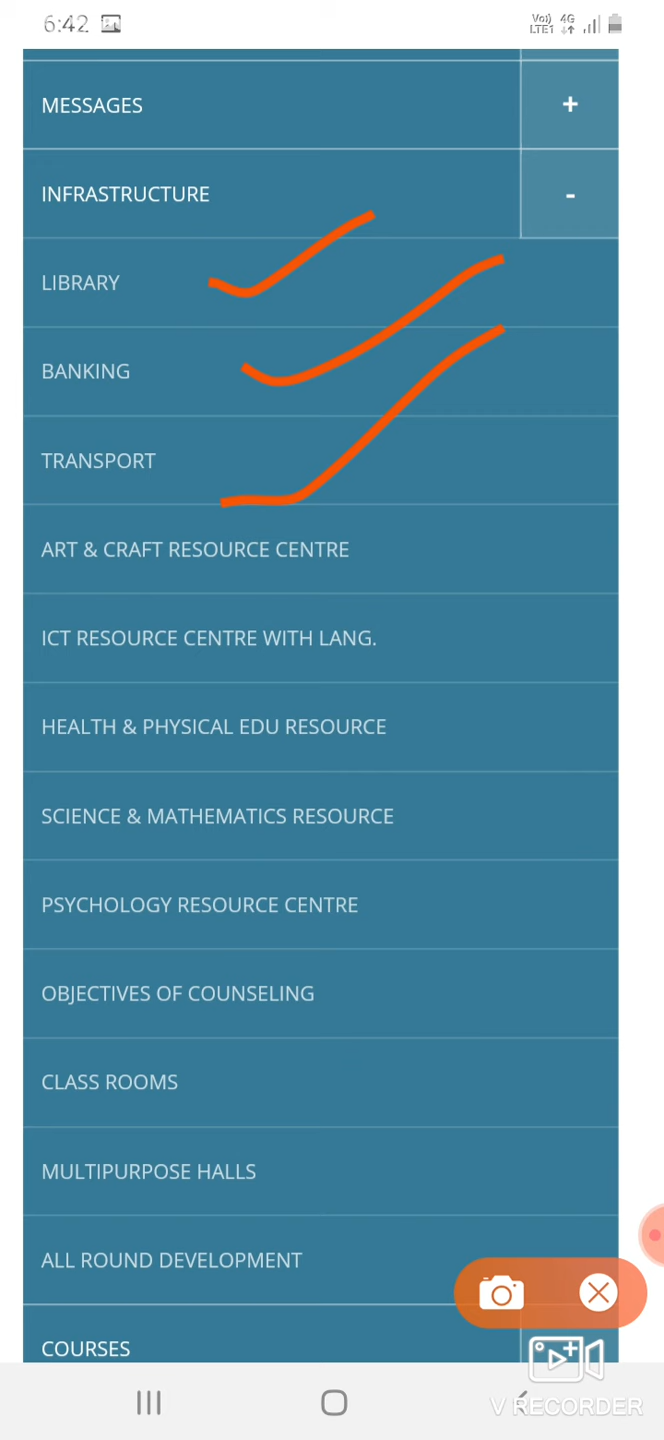 6:42 Vo) 4G
LTE1
MESSAGES +
INFRASTRUCTURE -
LIBRARY
BANKING
TRANSPORT
ART & CRAFT RESOURCE CENTRE
ICT RESOURCE CENTRE WITH LANG.
HEALTH & PHYSICAL EDU RESOURCE
SCIENCE & MATHEMATICS RESOURCE
PSYCHOLOGY RESOURCE CENTRE
OBJECTIVES OF COUNSELING
CLASS ROOMS
MULTIPURPOSE HALLS
ALL ROUND DEVELOPMENT
COURSES
V RECORDER